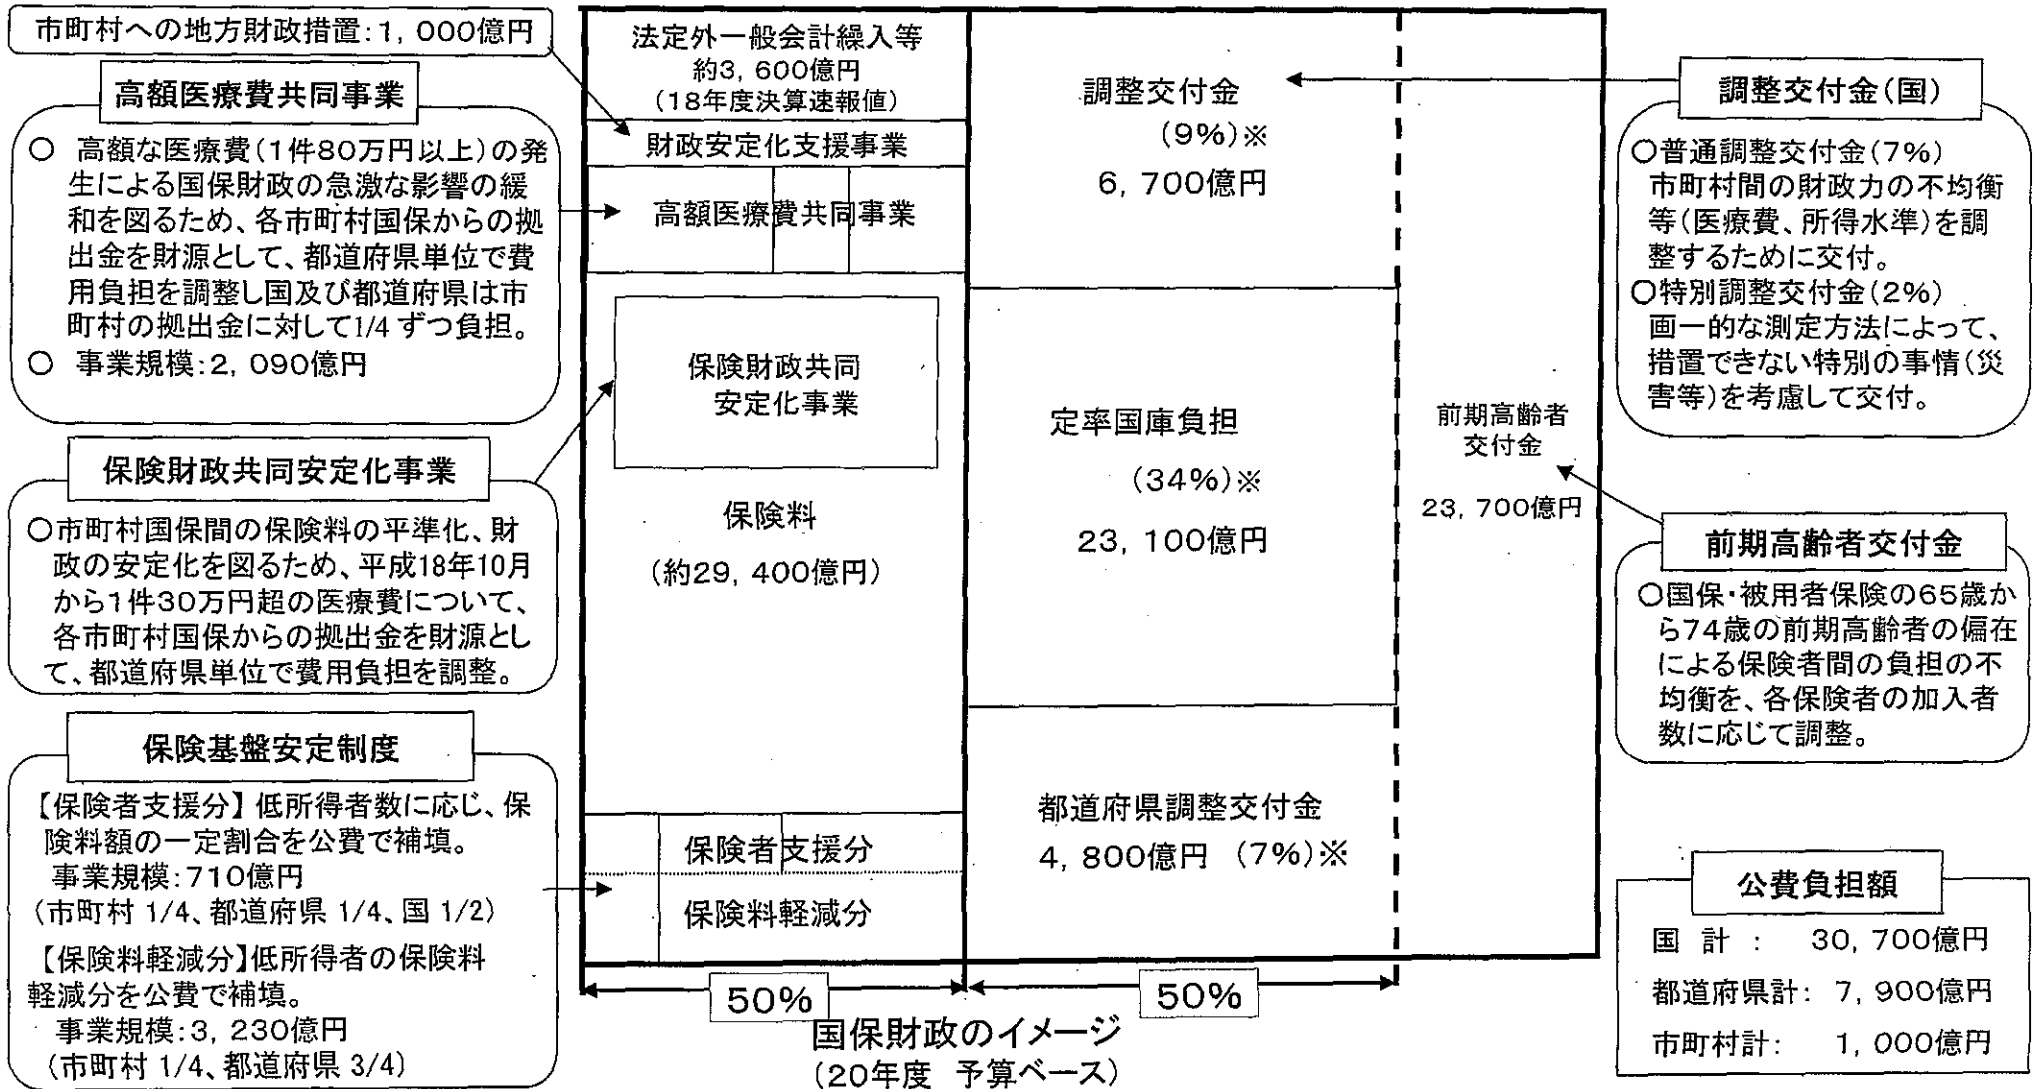 市町村への地方財政措置:1,000億円
高額医療費共同事業
○ 高額な医療費(1件80万円以上)の発
生による国保財政の急激な影響の緩
和を図るため、各市町村国保からの拠
出金を財源として、都道府県単位で費
用負担を調整し国及び都道府県は市
町村の拠出金に対して1/4 ずつ負担。
○ 事業規模:2,090億円
保険財政共同安定化事業
○市町村国保間の保険料の平準化、財
政の安定化を図るため、平成18年10月
から1件30万円超の医療費について、
各市町村国保からの拠出金を財源とし
て、都道府県単位で費用負担を調整。
保険基盤安定制度
【保険者支援分】低所得者数に応じ、保
険料額の一定割合を公費で補填。
事業規模:710億円
(市町村 1/4、都道府県 1/4、国 1/2)
【保険料軽減分】低所得者の保険料
軽減分を公費で補填。
事業規模:3,230億円
(市町村 1/4、都道府県 3/4)
法定外一般会計繰入等
約3,600億円
(18年度決算速報値)
財政安定化支援事業
高額医療費共同事業
保険財政共同
安定化事業
保険料
(約29,400億円)
保険者支援分
保険料軽減分
50%
調整交付金
(9%)※
6,700億円
定率国庫負担
(34%)※
23,100億円
都道府県調整交付金
4,800億円 (7%)※
50%
前期高齢者
交付金
23,700億円
国保財政のイメージ
(20年度 予算ベース)
調整交付金(国)
○普通調整交付金(7%)
市町村間の財政力の不均衡
等(医療費、所得水準)を調
整するために交付。
○特別調整交付金(2%)
画一的な測定方法によって、
措置できない特別の事情(災
害等)を考慮して交付。
前期高齢者交付金
○国保・被用者保険の65歳か
ら74歳の前期高齢者の偏在
による保険者間の負担の不
均衡を、各保険者の加入者
数に応じて調整。
公費負担額
国 計 : 30,700億円
都道府県計: 7,900億円
市町村計: 1,000億円